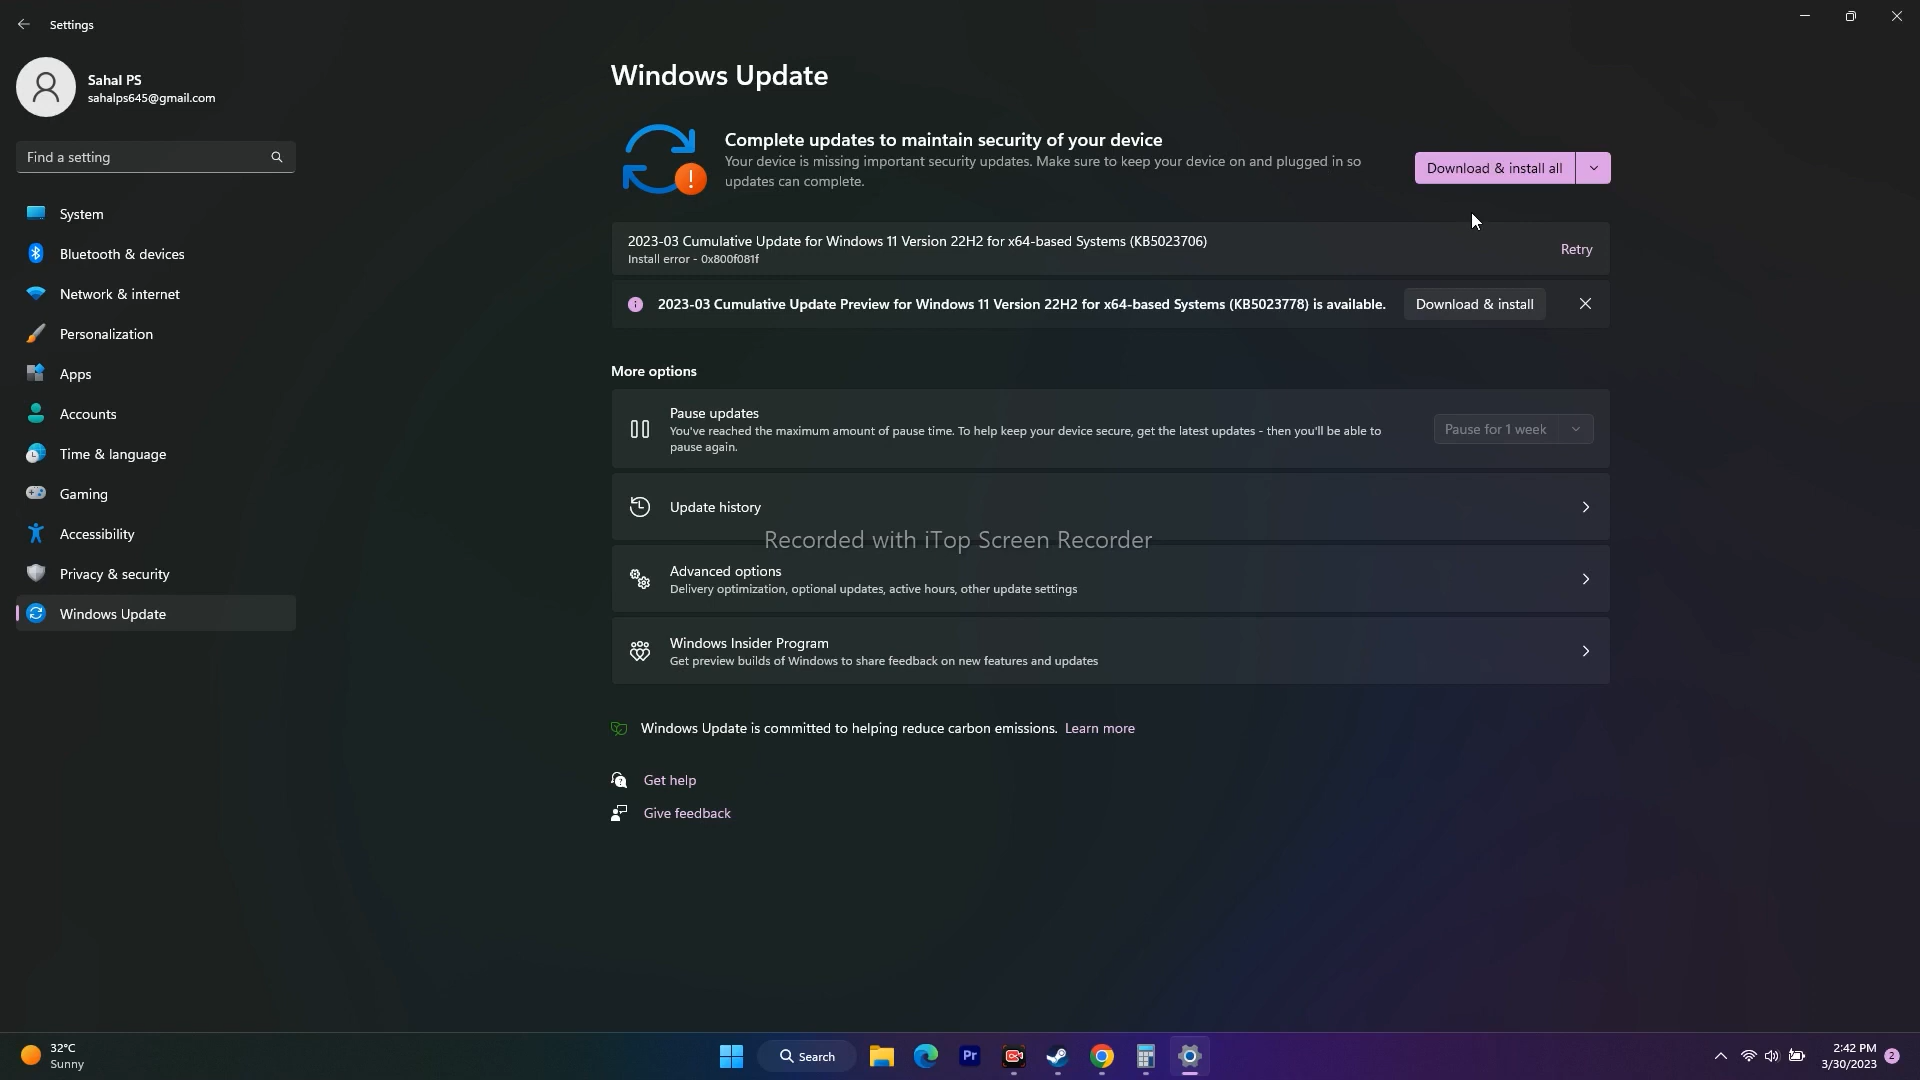 Settings
Sahal PS
sahalps645@gmail.com
Find a setting
System
Bluetooth & devices
Network & internet
Personalization
Apps
Accounts
Time & language
Gaming
Accessibility
Privacy & security
Windows Update
Windows Update
Complete updates to maintain security of your device
Your device is missing important security updates. Make sure to keep your device on and plugged in so
updates can complete.
Download & install all
2023-03 Cumulative Update for Windows 11 Version 22H2 for x64-based Systems (KB5023706)
Install error - 0x800f081f
Retry
2023-03 Cumulative Update Preview for Windows 11 Version 22H2 for x64-based Systems (KB5023778) is available.
Download & install
More options
Pause updates
You've reached the maximum amount of pause time. To help keep your device secure, get the latest updates - then you'll be able to
pause again.
Pause for 1 week
Update history
Recorded with iTop Screen Recorder
Advanced options
Delivery optimization, optional updates, active hours, other update settings
Windows Insider Program
Get preview builds of Windows to share feedback on new features and updates
Windows Update is committed to helping reduce carbon emissions. Learn more
Get help
Give feedback
32°C
Sunny
Search
Pr
2:42 PM
3/30/2023
2